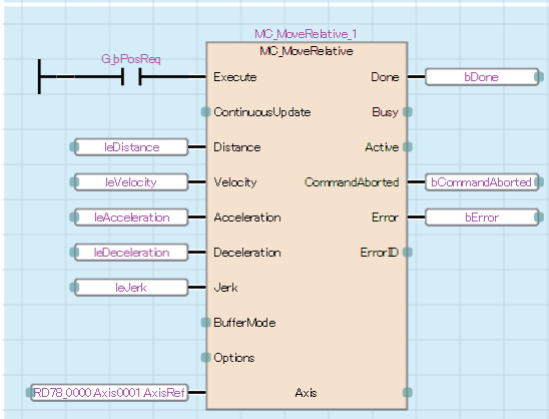 MC_MoveRelative_1
MC_MoveRelative
G_bPosReq
Execute Done bDone
ContinuousUpdate Busy
leDistance Distance Active
leVelocity Velocity CommandAborted bCommandAborted
leAcceleration Acceleration Error bError
leDeceleration Deceleration ErrorID
leJerk Jerk
BufferMode
Options
RD78_0000.Axis0001.AxisRef Axis